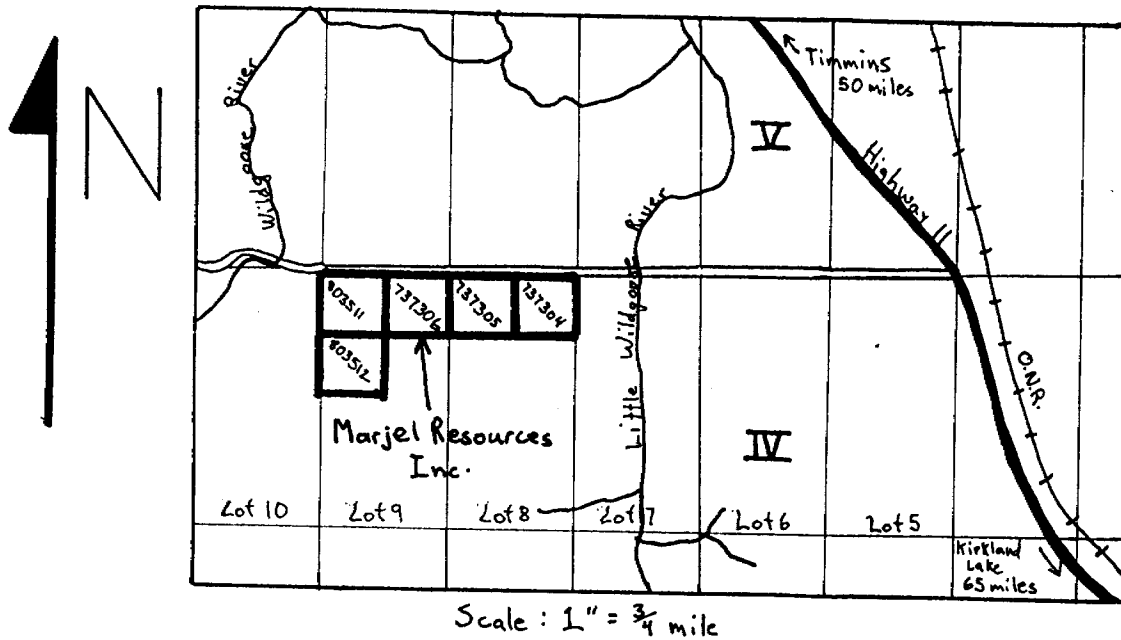 N
River
Wildgoose
Timmins
50 miles
V
Highway 11
River
803511
737306
737305
737304
803512
Little Wildgoose
O.N.R.
Marjel Resources
Inc.
IV
Lot 10
Lot 9
Lot 8
Lot 7
Lot 6
Lot 5
Kirkland
Lake
65 miles
Scale : 1" = 3/4 mile